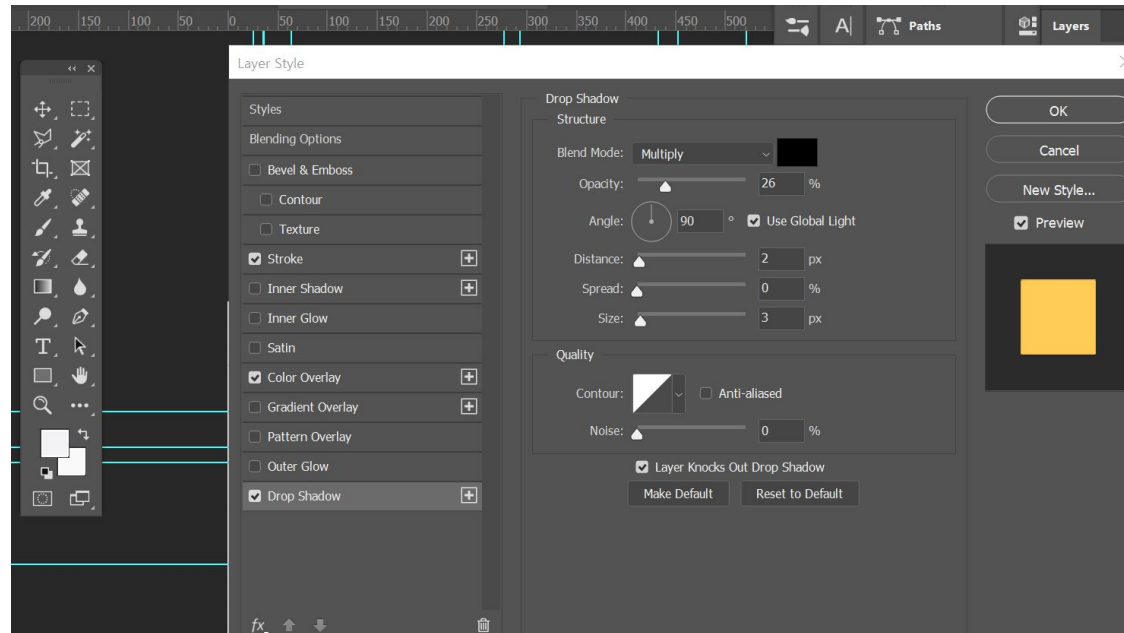 200 150 100 50 0 50 100 150 200 250 300 350 400 450 500
A| Paths Layers
Layer Style
Styles
Blending Options
Bevel & Emboss
Contour
Texture
Stroke
Inner Shadow
Inner Glow
Satin
Color Overlay
Gradient Overlay
Pattern Overlay
Outer Glow
Drop Shadow
fx
Drop Shadow
Structure
Blend Mode: Multiply
Opacity: 26 %
Angle: 90 ° Use Global Light
Distance: 2 px
Spread: 0 %
Size: 3 px
Quality
Contour: Anti-aliased
Noise: 0 %
Layer Knocks Out Drop Shadow
Make Default Reset to Default
OK
Cancel
New Style...
Preview